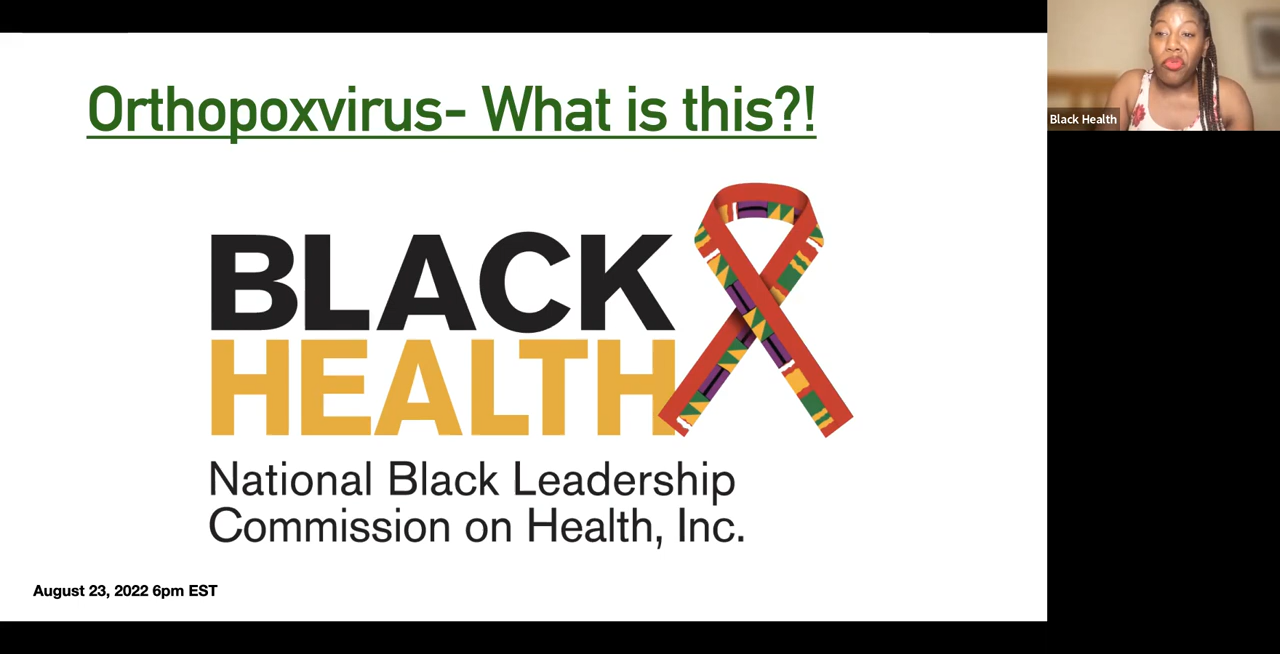 Orthopoxvirus- What is this?!
Black Health
BLACK
HEALTH
National Black Leadership
Commission on Health, Inc.
August 23, 2022 6pm EST